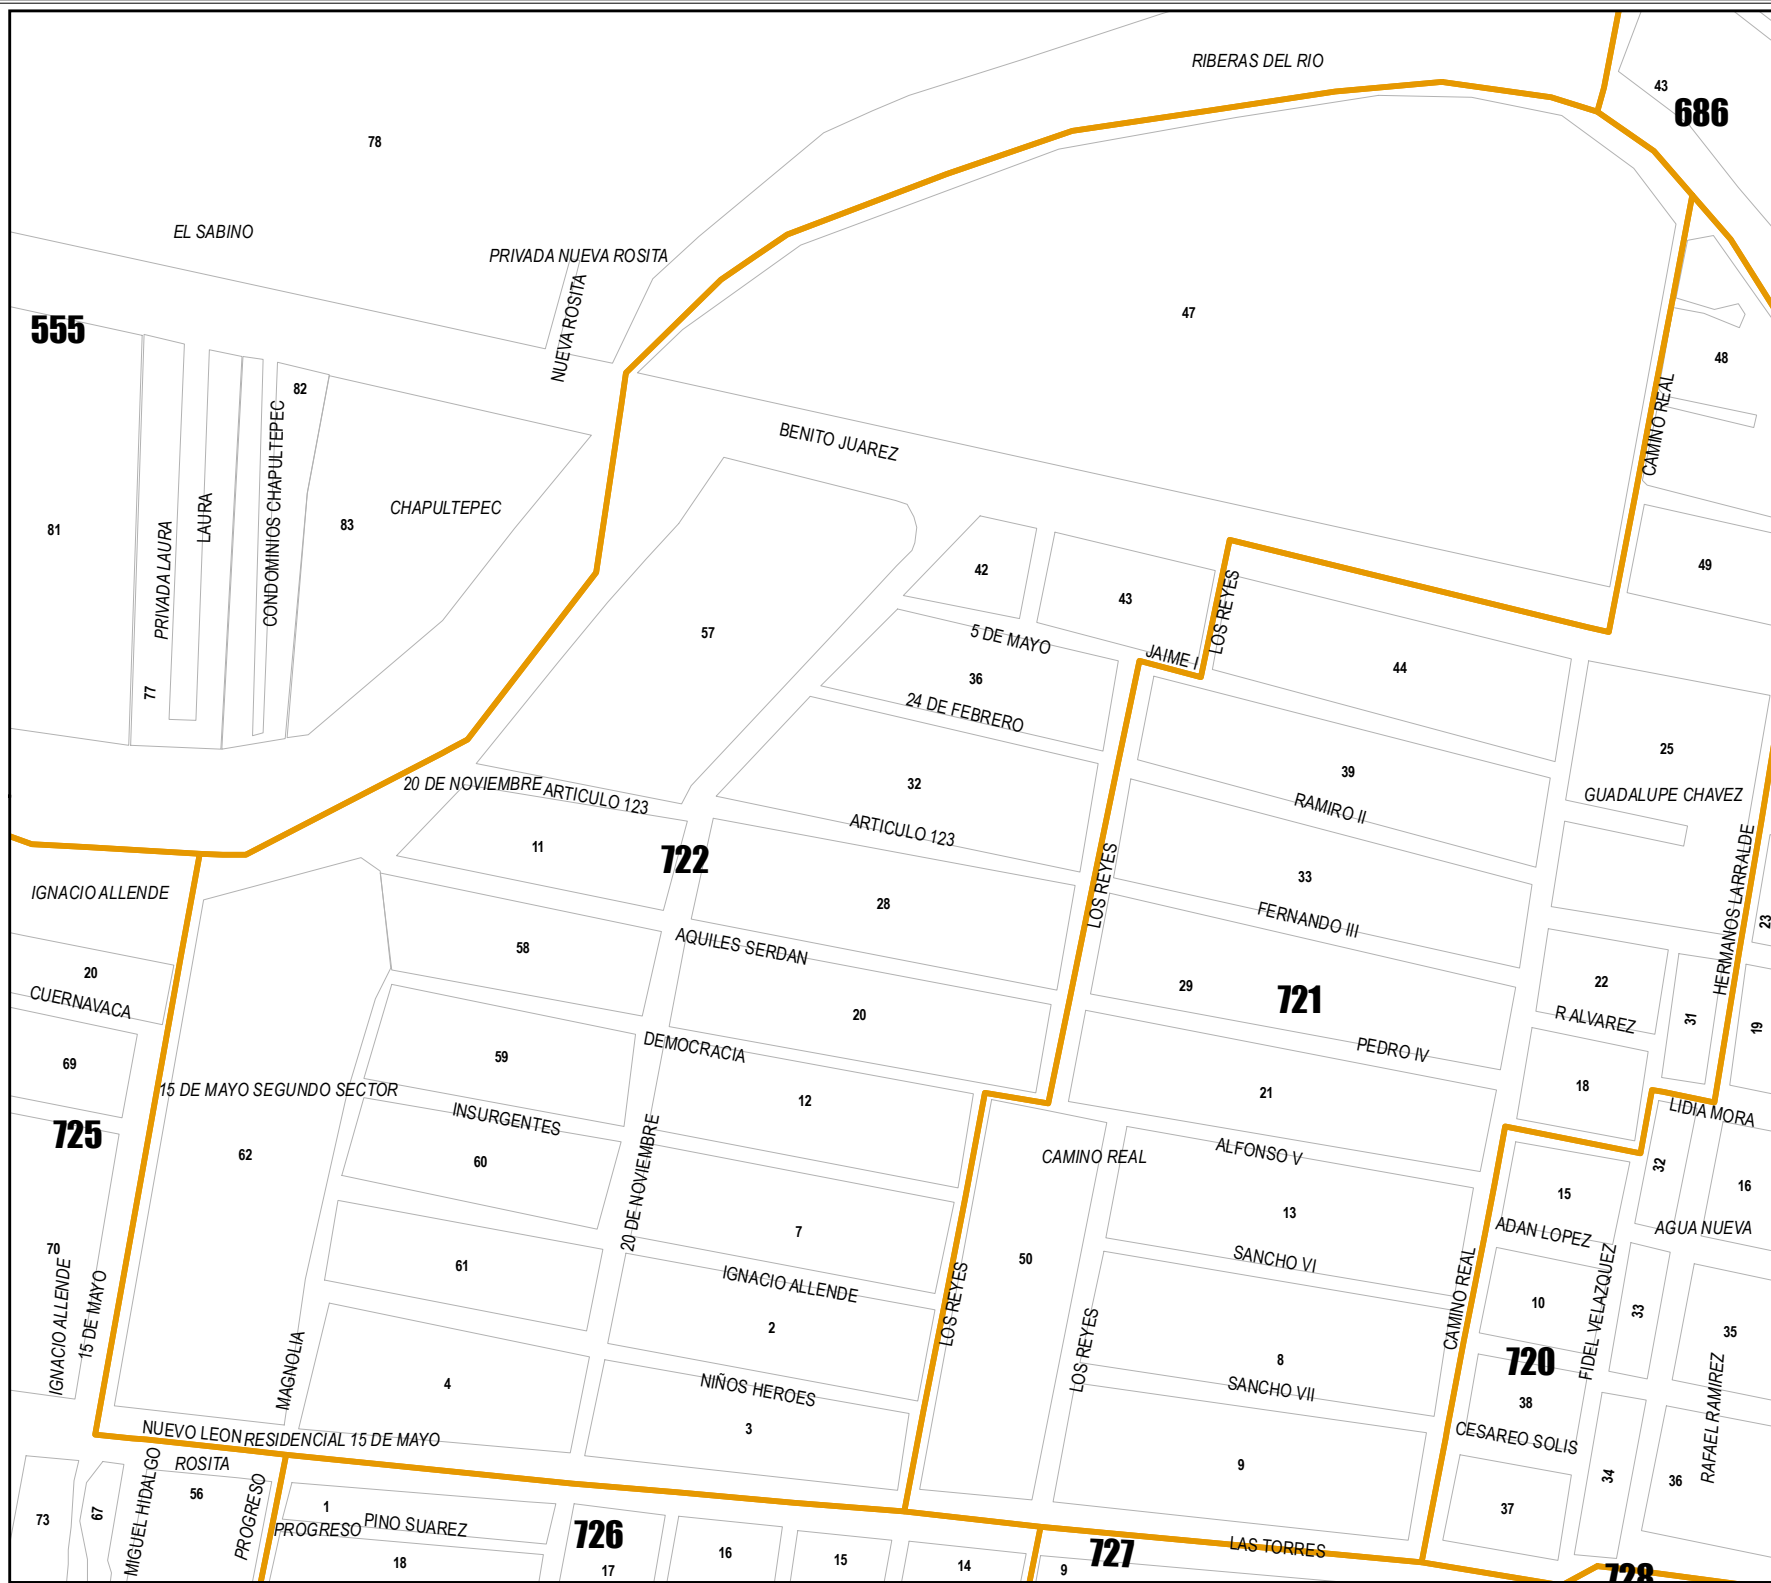 RIBERAS DEL RIO
43
686
78
EL SABINO
PRIVADA NUEVA ROSITA
NUEVA ROSITA
47
555
48
82
CAMINO REAL
BENITO JUAREZ
CONDOMINIOS CHAPULTEPEC
CHAPULTEPEC
81
PRIVADA LAURA
LAURA
83
49
42
43
LOS REYES
57
5 DE MAYO
JAIME I
44
36
77
24 DE FEBRERO
25
39
20 DE NOVIEMBRE
ARTICULO 123
32
GUADALUPE CHAVEZ
RAMIRO II
ARTICULO 123
11
722
HERMANOS LARRALDE
33
LOS REYES
IGNACIO ALLENDE
28
FERNANDO III
23
58
AQUILES SERDAN
20
22
CUERNAVACA
29
721
20
R ALVAREZ
31
19
DEMOCRACIA
PEDRO IV
69
59
18
15 DE MAYO SEGUNDO SECTOR
21
12
LIDIA MORA
INSURGENTES
725
62
CAMINO REAL
ALFONSO V
60
32
20 DE NOVIEMBRE
15
16
13
7
ADAN LOPEZ
AGUA NUEVA
70
61
50
SANCHO VI
IGNACIO ALLENDE
IGNACIO ALLENDE
15 DE MAYO
LOS REYES
CAMINO REAL
10
FIDEL VELAZQUEZ
33
2
35
LOS REYES
8
720
MAGNOLIA
4
NIÑOS HEROES
SANCHO VII
RAFAEL RAMIREZ
38
3
NUEVO LEON
RESIDENCIAL 15 DE MAYO
CESAREO SOLIS
ROSITA
9
34
36
56
MIGUEL HIDALGO
PROGRESO
1
37
73
67
PROGRESO
PINO SUAREZ
726
LAS TORRES
727
16
15
14
18
17
9
728